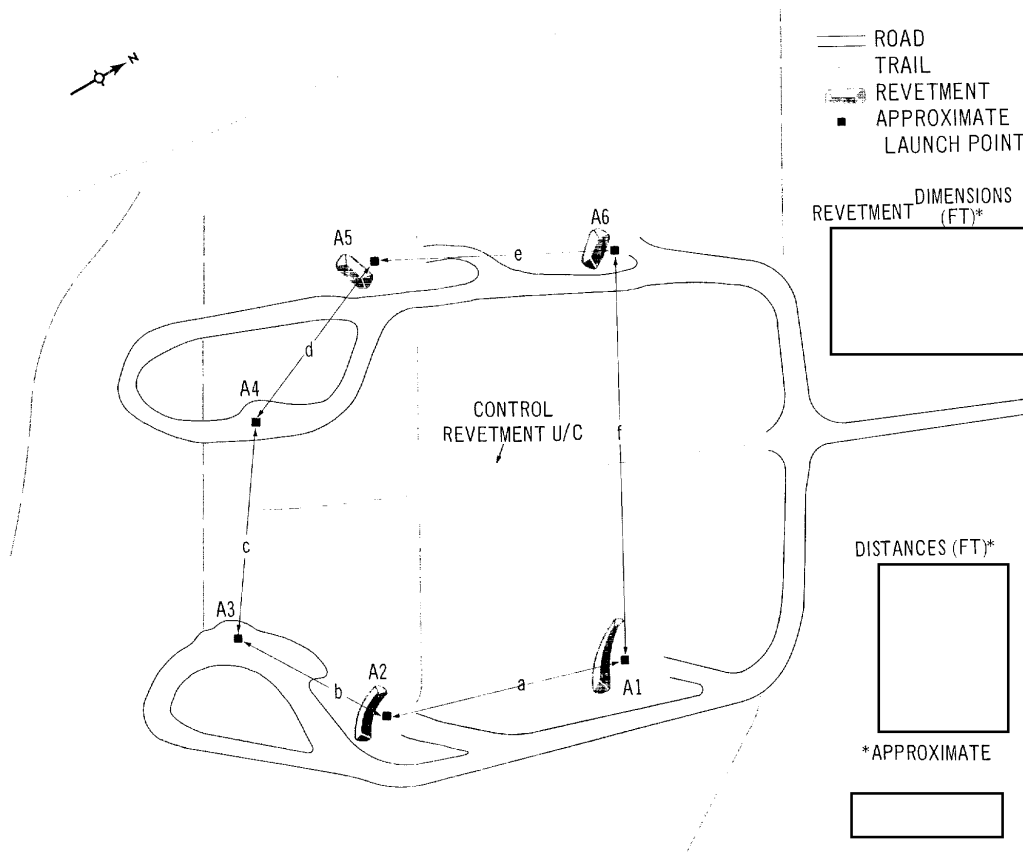 N
ROAD
TRAIL
REVETMENT
APPROXIMATE
LAUNCH POINT
REVETMENT DIMENSIONS
(FT)*
A6
A5
e
d
A4
CONTROL
REVETMENT U/C
f
c
DISTANCES (FT)*
A3
A2
a
b
A1
*APPROXIMATE